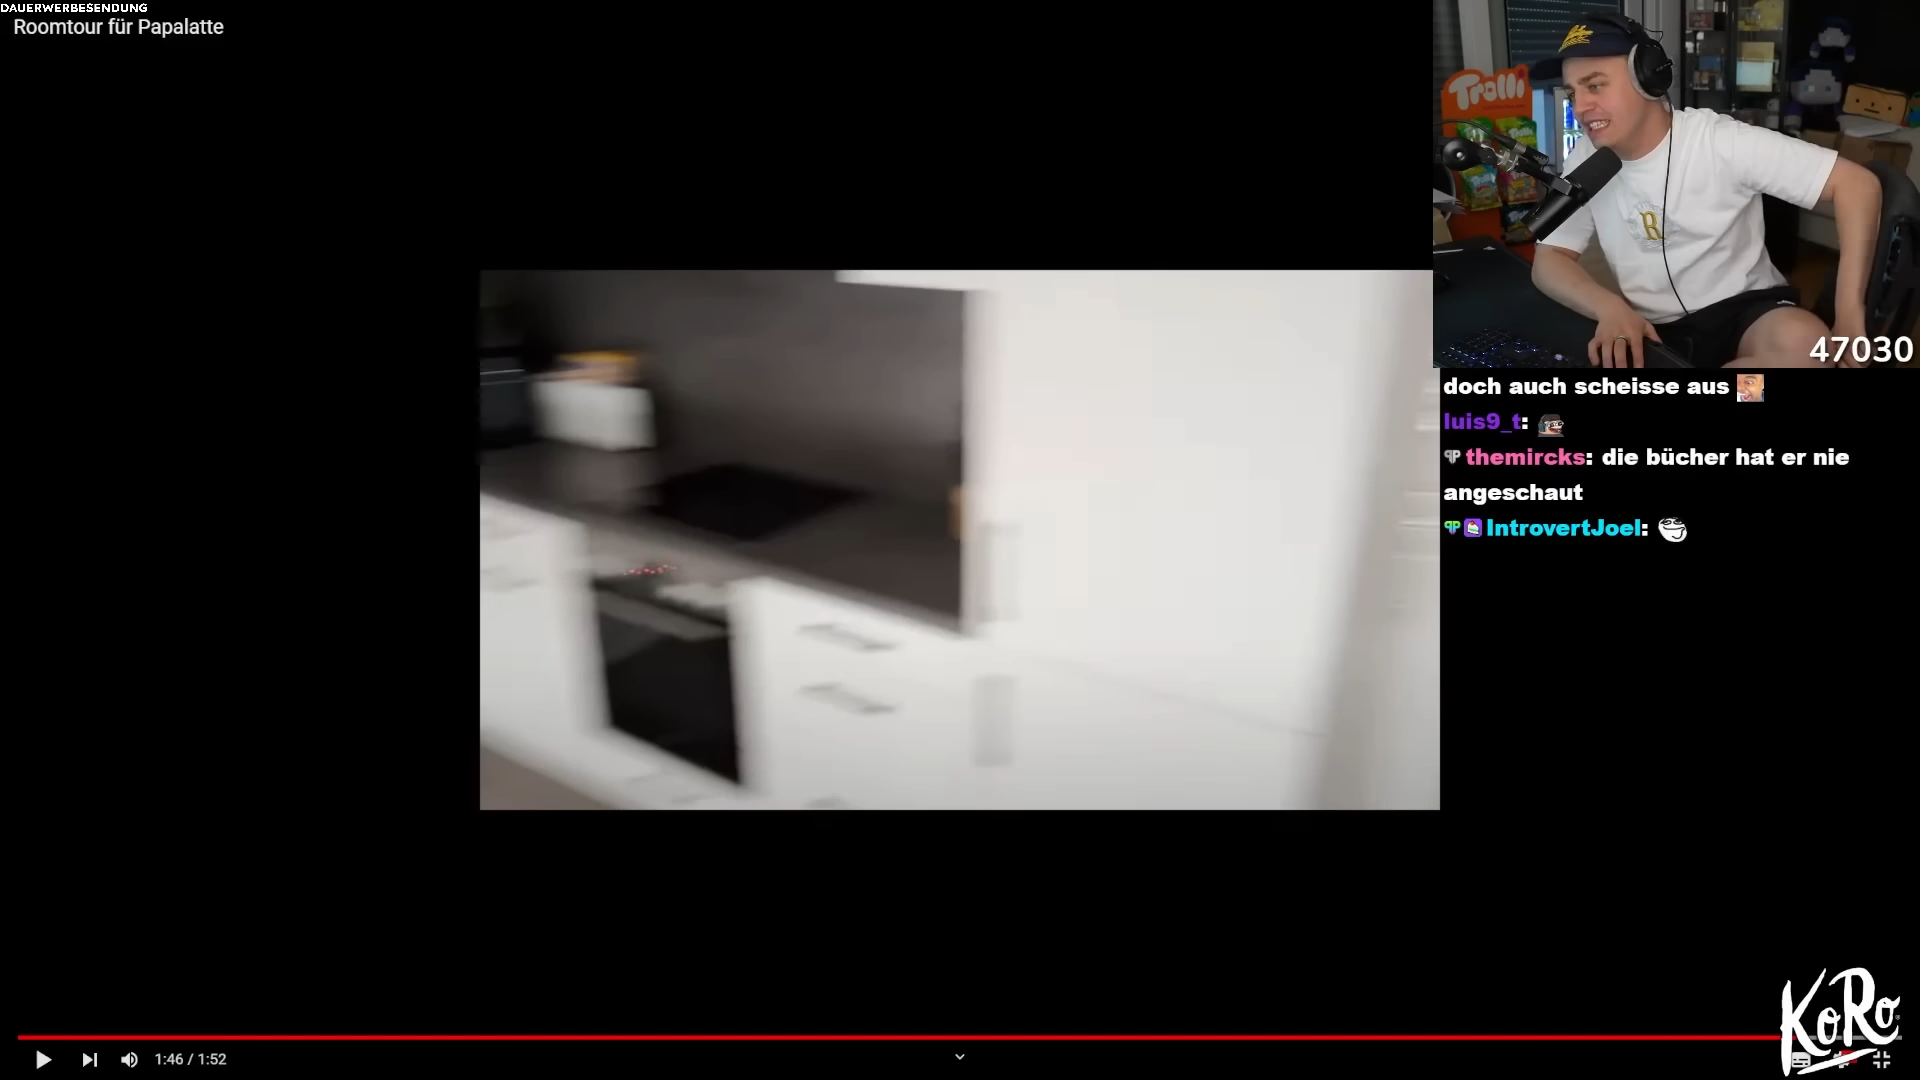 DAUERWERBESENDUNG
Roomtour für Papalatte
Trolli
R
47030
doch auch scheisse aus
luis9_t:
themircks: die bücher hat er nie
angeschaut
IntrovertJoel:
KoRo
1:46 / 1:52